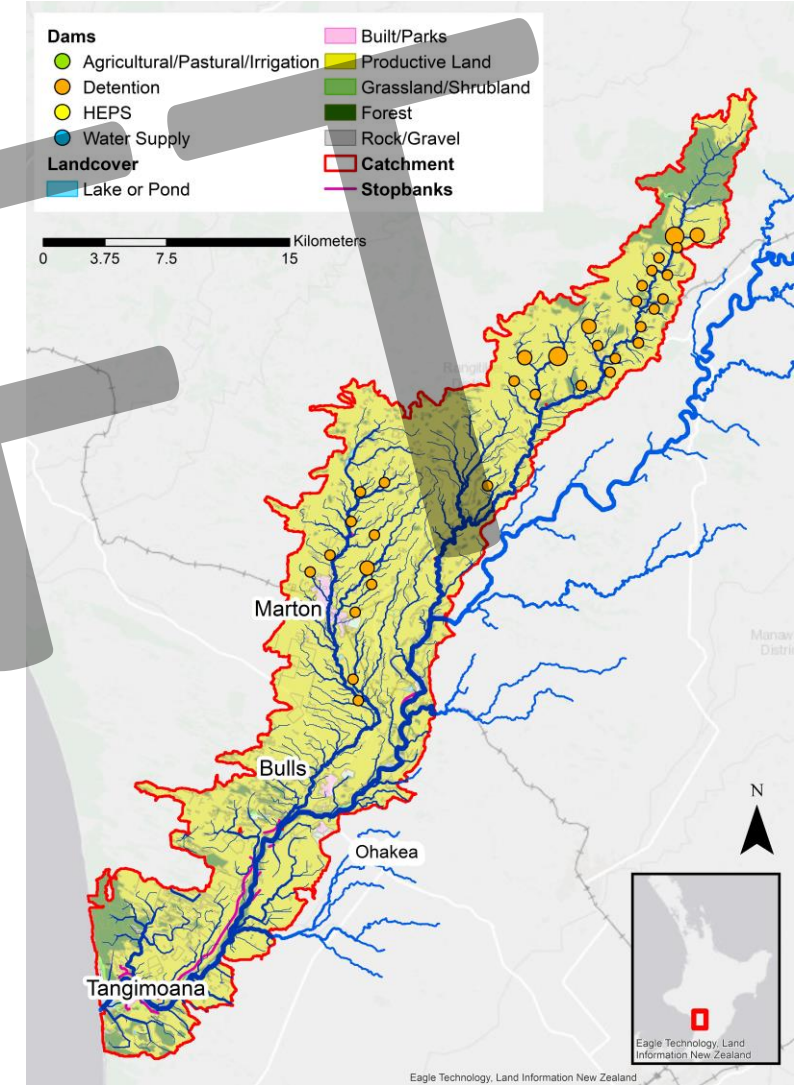 Dams
Agricultural/Pastural/Irrigation
Detention
HEPS
Water Supply
Landcover
Lake or Pond
Built/Parks
Productive Land
Grassland/Shrubland
Forest
Rock/Gravel
Catchment
Stopbanks
Kilometers
0 3.75 7.5 15
Marton
Bulls
Ohakea
Tangimoana
N
Eagle Technology, Land
Information New Zealand
Eagle Technology, Land Information New Zealand